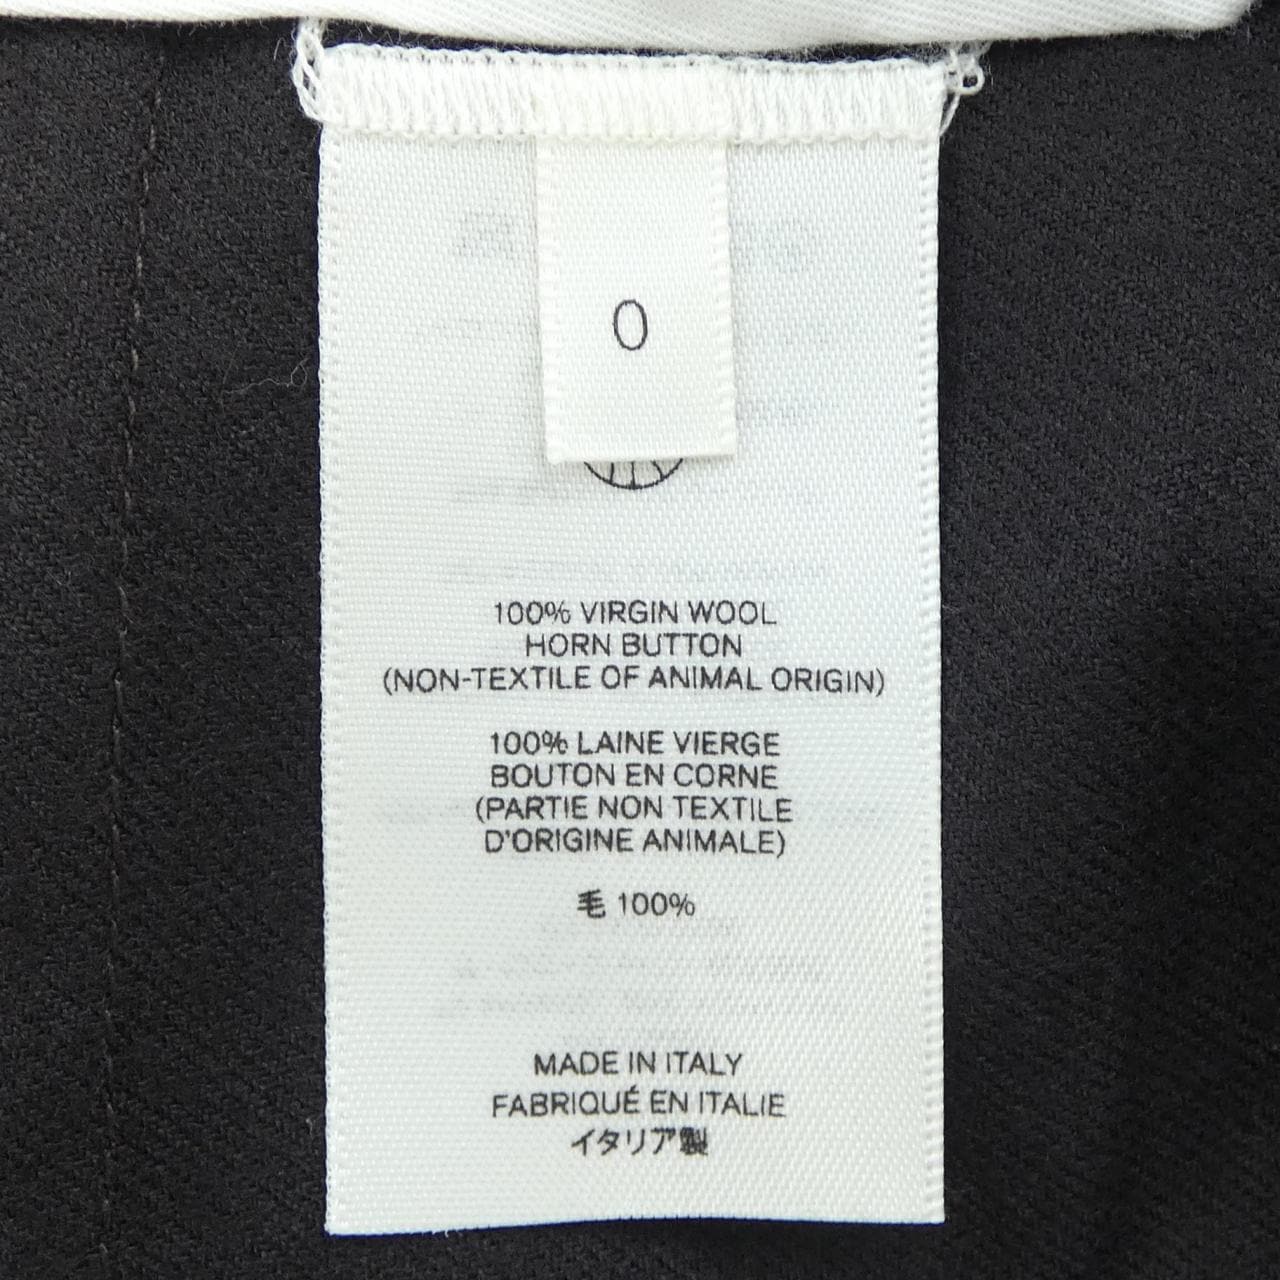 0
100% VIRGIN WOOL
HORN BUTTON
(NON-TEXTILE OF ANIMAL ORIGIN)
100% LAINE VIERGE
BOUTON EN CORNE
(PARTIE NON TEXTILE
D'ORIGINE ANIMALE)
毛 100%
MADE IN ITALY
FABRIQUÉ EN ITALIE
イタリア製